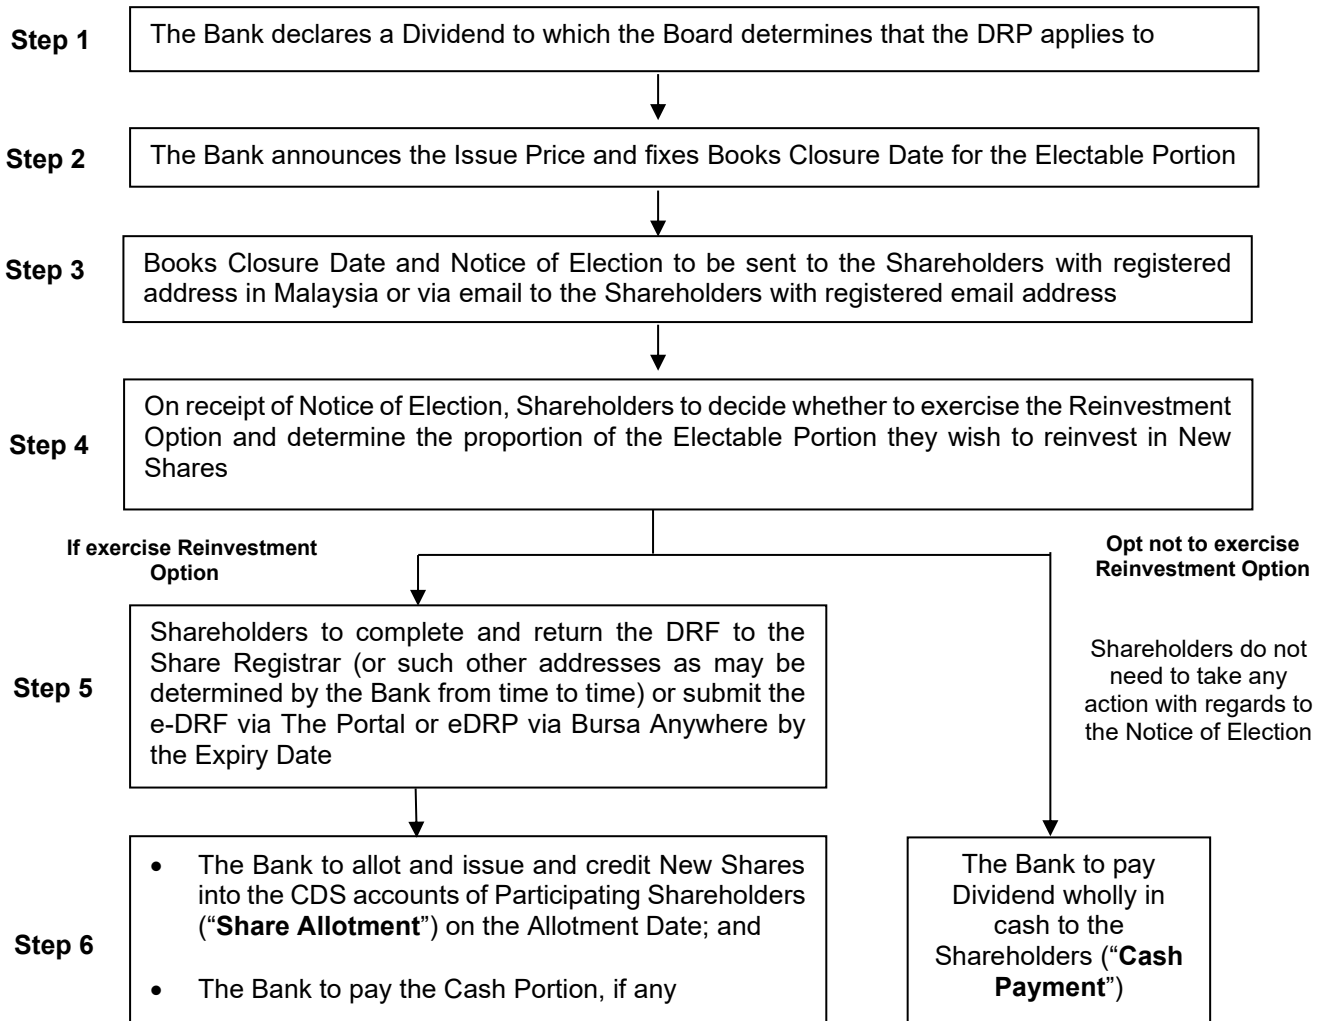 Step 1
The Bank declares a Dividend to which the Board determines that the DRP applies to
Step 2
The Bank announces the Issue Price and fixes Books Closure Date for the Electable Portion
Step 3
Books Closure Date and Notice of Election to be sent to the Shareholders with registered
address in Malaysia or via email to the Shareholders with registered email address
Step 4
On receipt of Notice of Election, Shareholders to decide whether to exercise the Reinvestment
Option and determine the proportion of the Electable Portion they wish to reinvest in New
Shares
If exercise Reinvestment
Option
Opt not to exercise
Reinvestment Option
Step 5
Shareholders to complete and return the DRF to the
Share Registrar (or such other addresses as may be
determined by the Bank from time to time) or submit the
e-DRF via The Portal or eDRP via Bursa Anywhere by
the Expiry Date
Shareholders do not
need to take any
action with regards to
the Notice of Election
Step 6
• The Bank to allot and issue and credit New Shares
into the CDS accounts of Participating Shareholders
(“Share Allotment”) on the Allotment Date; and
• The Bank to pay the Cash Portion, if any
The Bank to pay
Dividend wholly in
cash to the
Shareholders (“Cash
Payment”)